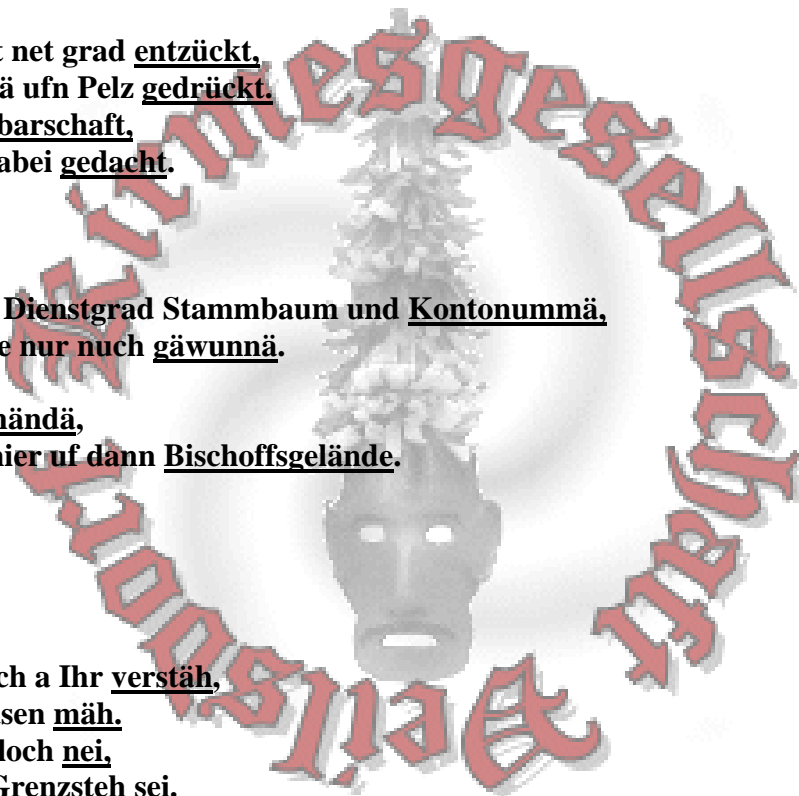 net grad entzückt,
ä ufn Pelz gedrückt.
barschaft,
abei gedacht.
Dienstgrad Stammbaum und Kontonummä,
e nur nuch gäwunnä.
händä,
hier uf dann Bischoffsgelände.
ch a Ihr verstäh,
sen mäh.
loch nei,
Grenzsteh sei.
Kirmesgesellschaft
Veilsdorf